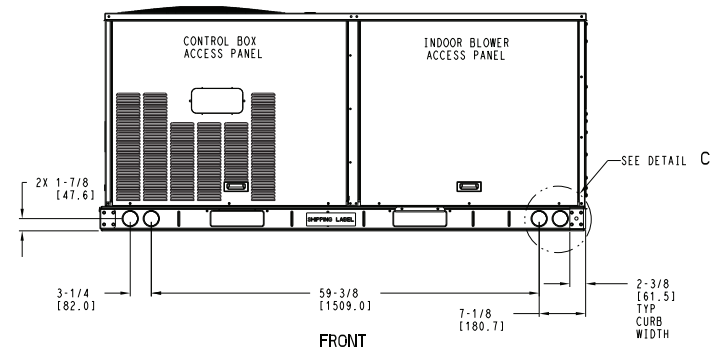 CONTROL BOX
ACCESS PANEL
INDOOR BLOWER
ACCESS PANEL
SEE DETAIL C
2X 1-7/8
[47.6]
SHIPPING LABEL
3-1/4
[82.0]
59-3/8
[1509.0]
7-1/8
[180.7]
2-3/8
[61.5]
TYP
CURB
WIDTH
FRONT